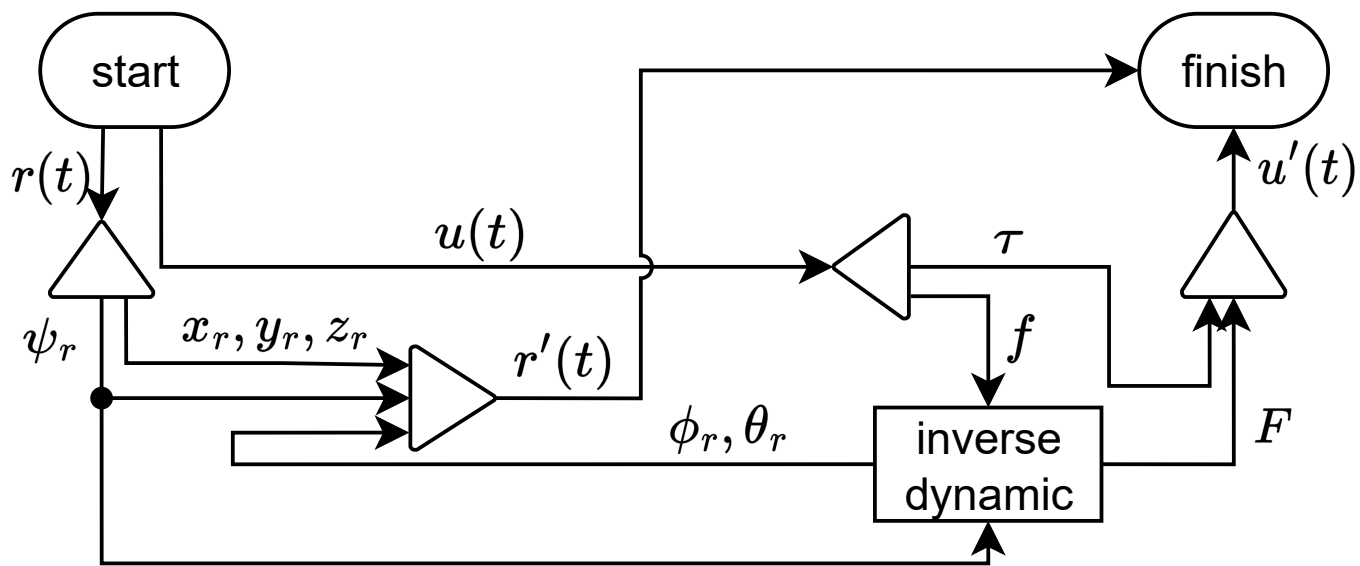 start
finish
r(t)
u'(t)
u(t)
τ
ψ_r
x_r, y_r, z_r
r'(t)
f
ϕ_r, θ_r
inverse
dynamic
F